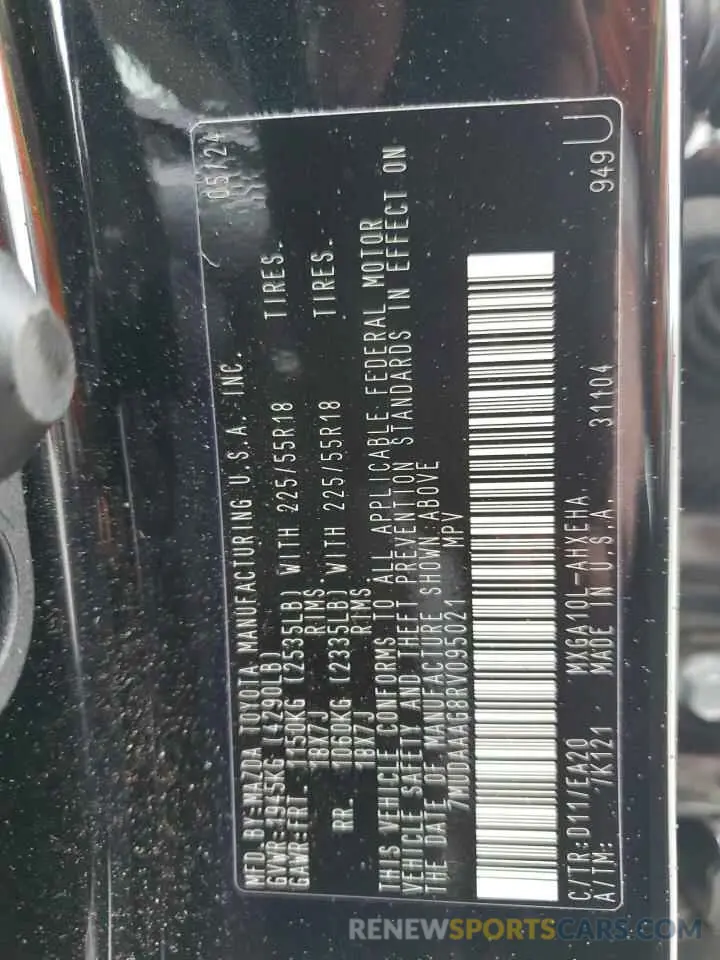 05/24
MFD.BY:MAZDA TOYOTA MANUFACTURING U.S.A., INC.
GVWR:1945KG (4290LB)
GAWR:FRT. 1150KG (2535LB) WITH 225/55R18 TIRES,
18X7J RIMS.
RR. 1060KG (2335LB) WITH 225/55R18 TIRES,
18X7J RIMS.
THIS VEHICLE CONFORMS TO ALL APPLICABLE FEDERAL MOTOR
VEHICLE SAFETY AND THEFT PREVENTION STANDARDS IN EFFECT ON
THE DATE OF MANUFACTURE SHOWN ABOVE
7MUDAAAG8RV095021 MPV
C/TR:D11/EA20 MXGA10L-AHXEHA 949 U
A/TM: /K121 MADE IN U.S.A. 31104
RENEWSPORTSCARS.COM